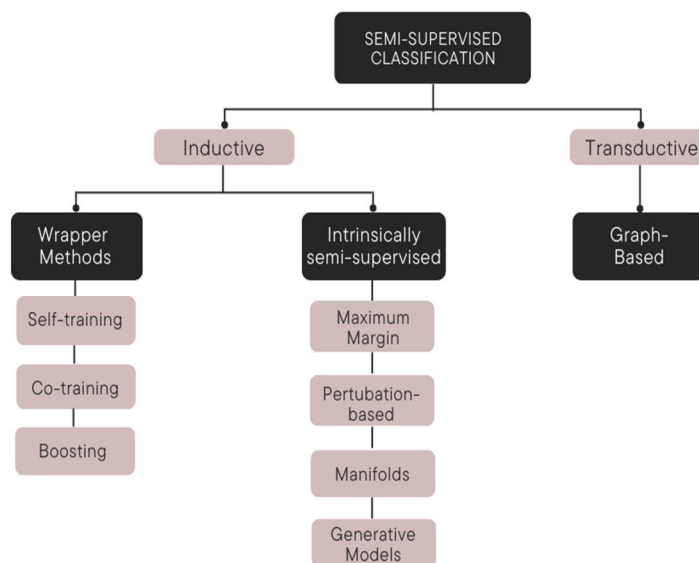 SEMI-SUPERVISED
CLASSIFICATION
Inductive
Transductive
Wrapper
Methods
Intrinsically
semi-supervised
Graph-
Based
Self-training
Maximum
Margin
Co-training
Pertubation-
based
Boosting
Manifolds
Generative
Models